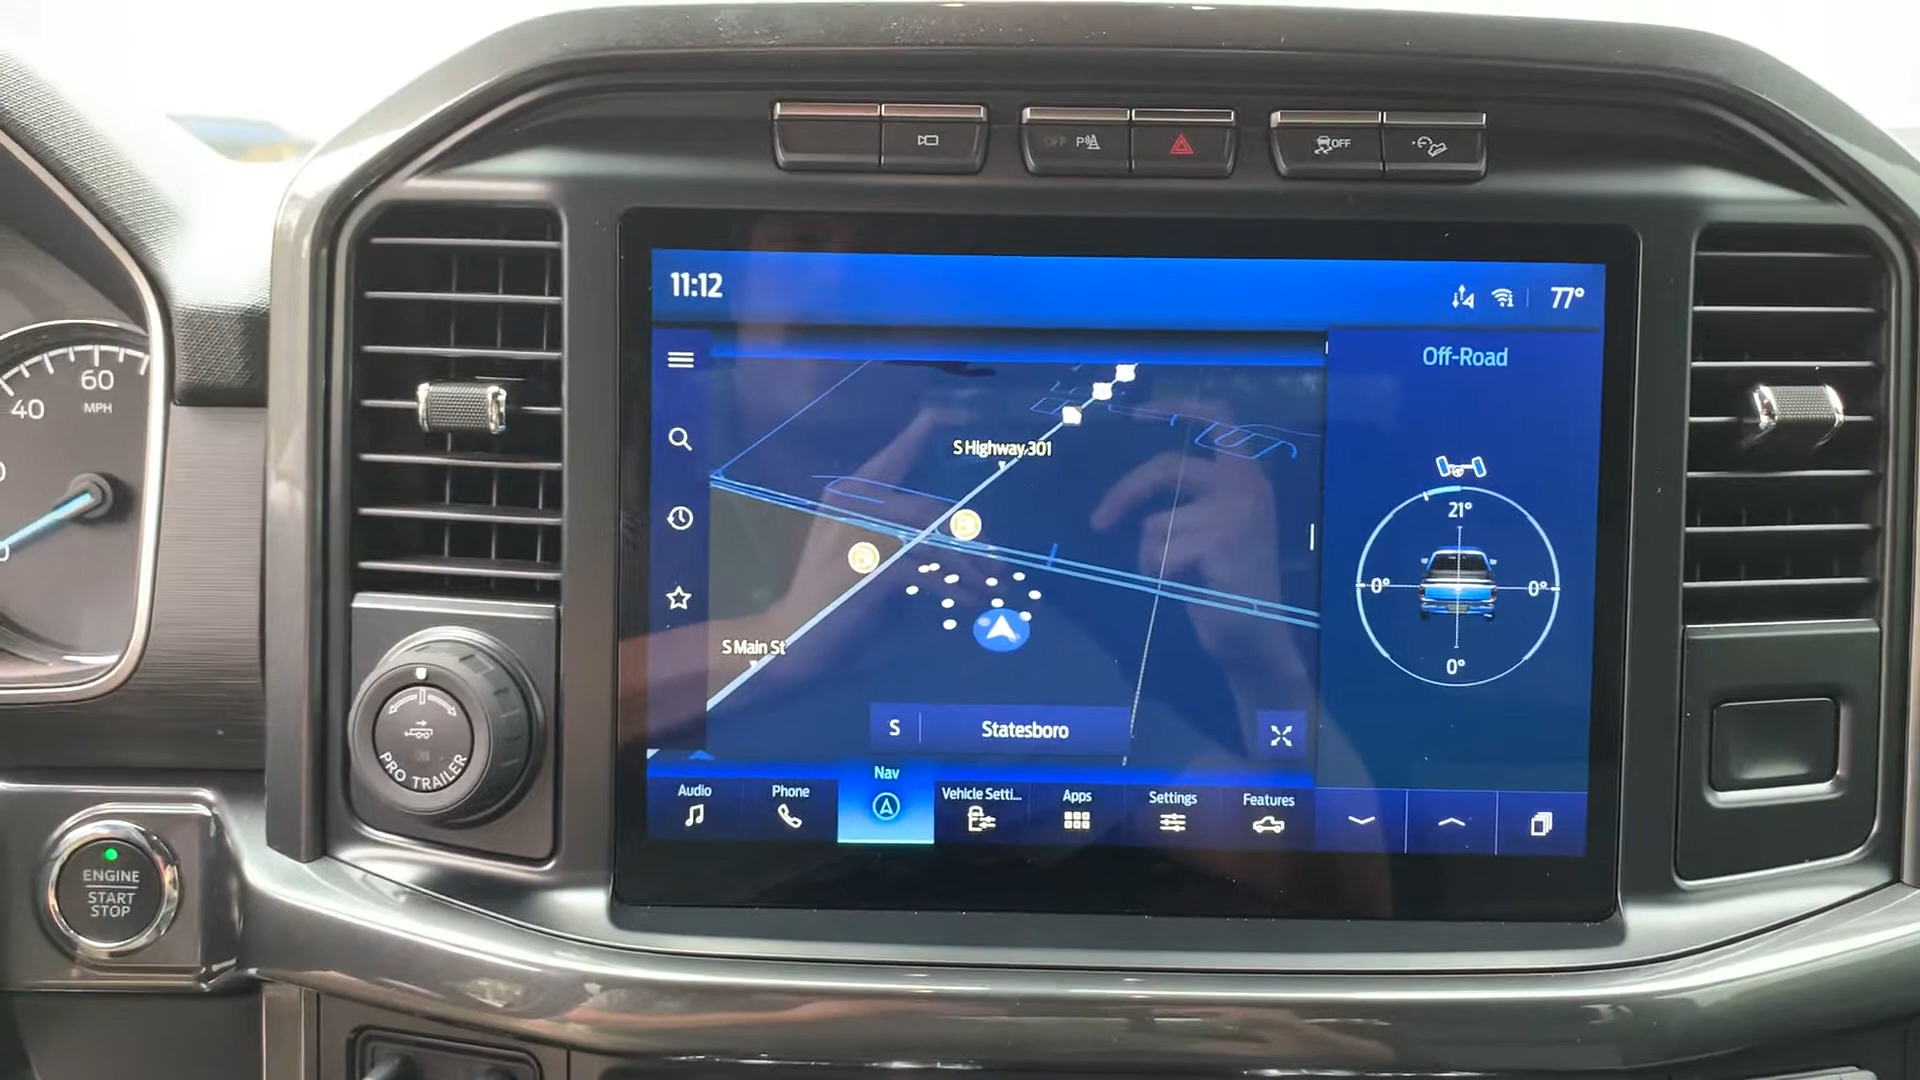 OFF P
OFF
11:12
77°
60
40
MPH
Off-Road
S Highway 301
21°
0°
0°
S Main St
0°
S
Statesboro
PRO TRAILER
Nav
Audio
Phone
Vehicle Setti...
Apps
Settings
Features
ENGINE
START
STOP